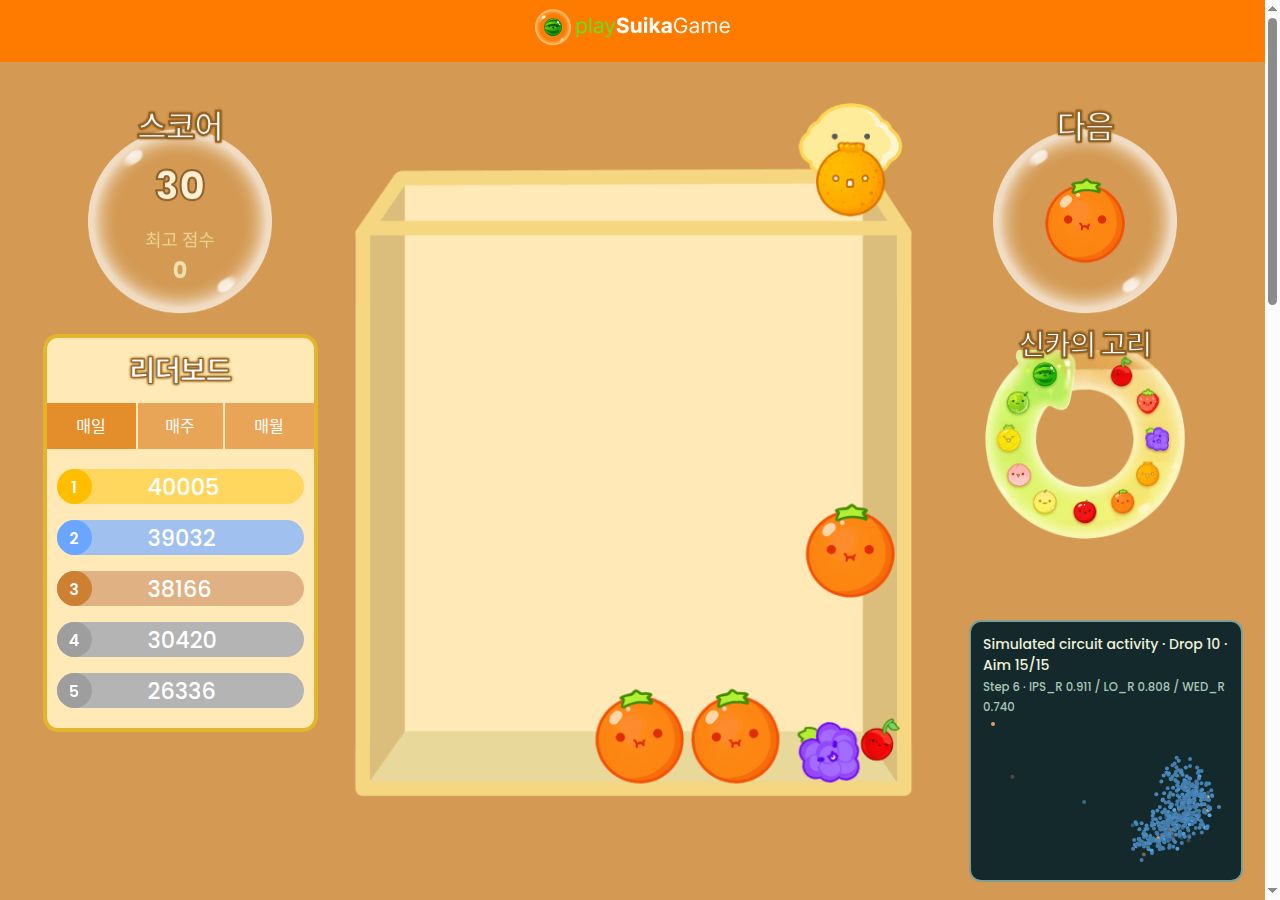 playSuikaGame
스코어
30
최고 점수
0
다음
리더보드
매일 매주 매월
1 40005
2 39032
3 38166
4 30420
5 26336
신카의 고리
Simulated circuit activity · Drop 10 ·
Aim 15/15
Step 6 · IPS_R 0.911 / LO_R 0.808 / WED_R
0.740